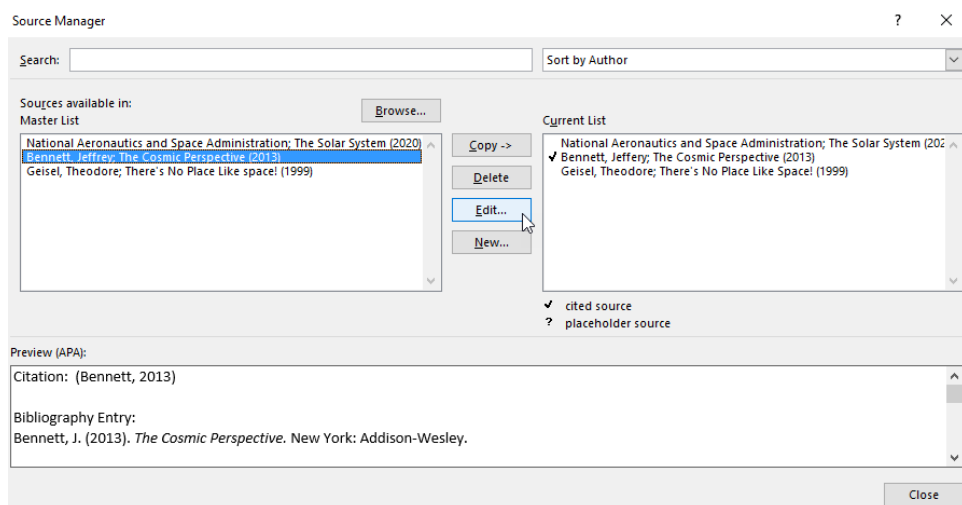 Source Manager
? ×
Search:
Sort by Author
Sources available in:
Master List
Browse...
National Aeronautics and Space Administration; The Solar System (2020)
Bennett, Jeffrey; The Cosmic Perspective (2013)
Geisel, Theodore; There's No Place Like Space! (1999)
Copy ->
Delete
Edit...
New...
Current List
National Aeronautics and Space Administration; The Solar System (202
✓ Bennett, Jeffery; The Cosmic Perspective (2013)
Geisel, Theodore; There's No Place Like Space! (1999)
✓ cited source
? placeholder source
Preview (APA):
Citation: (Bennett, 2013)
Bibliography Entry:
Bennett, J. (2013). The Cosmic Perspective. New York: Addison-Wesley.
Close